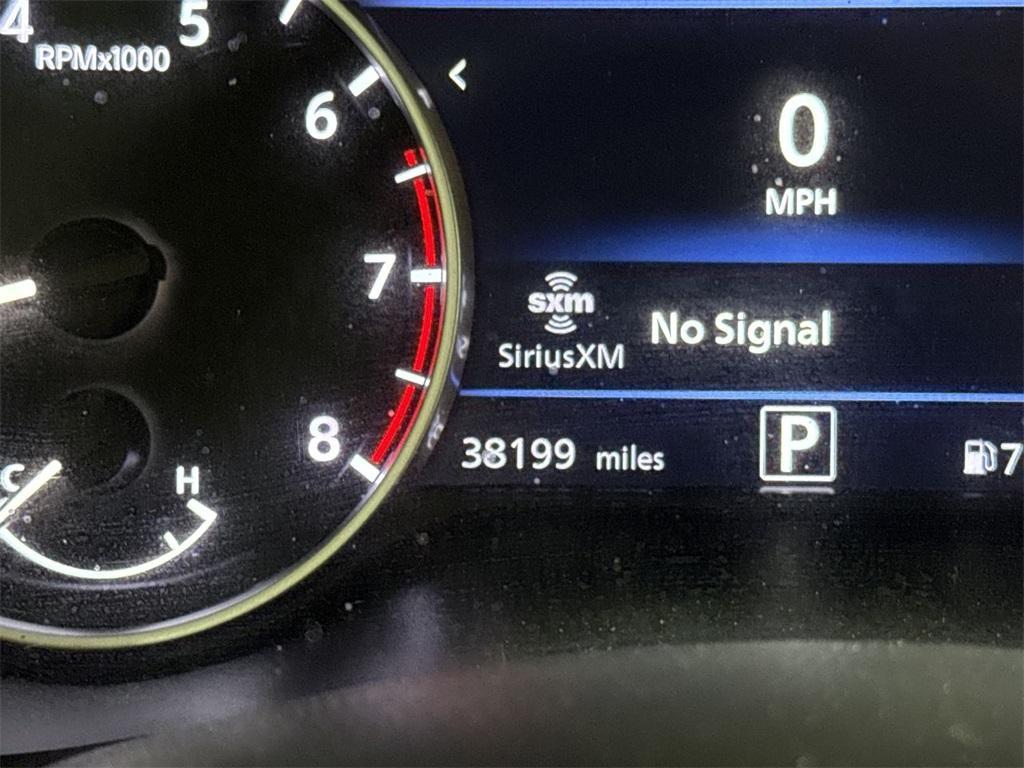 4 5
RPMx1000
6
7
8
C H
<
0
MPH
sxm
SiriusXM
No Signal
38199 miles
P
7